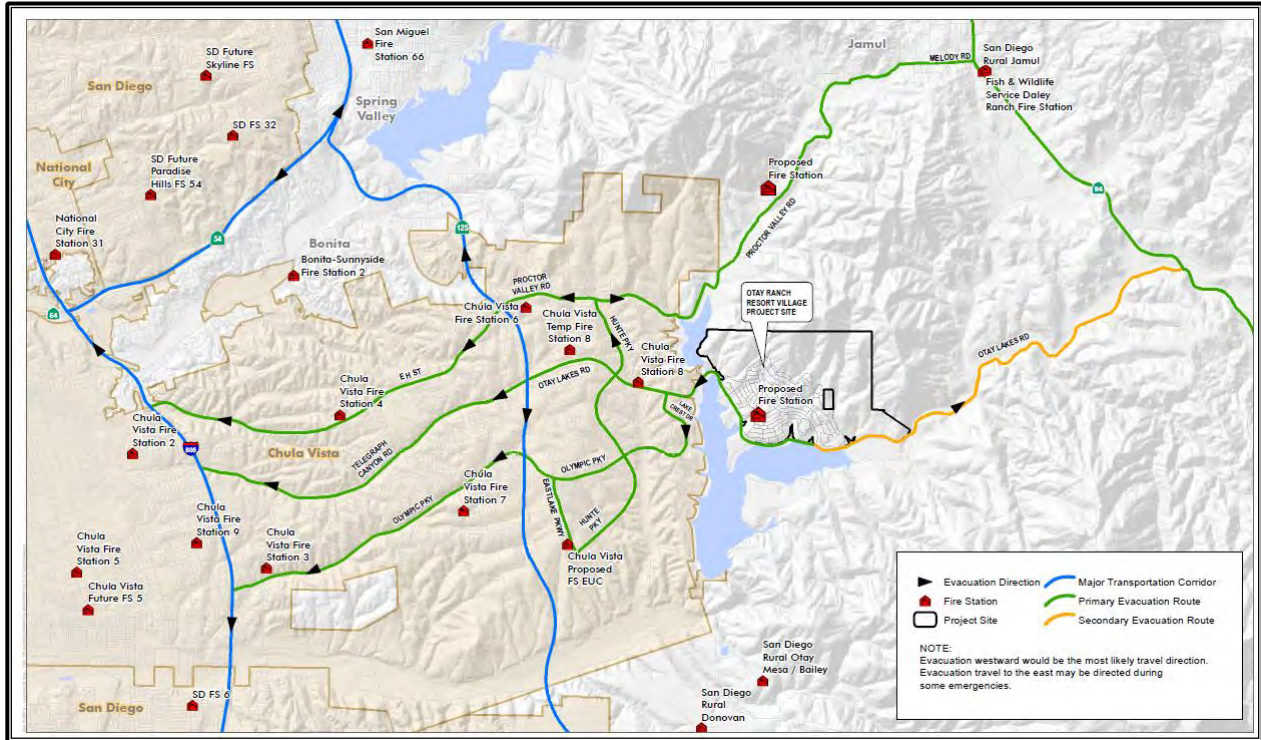 San Miguel
Fire
Station 66
SD Future
Skyline FS
San Diego
Spring
Valley
SD FS 32
National
City
SD Future
Paradise
Hills FS 54
National
City Fire
Station 31
54
54
Bonita
Bonita-Sunnyside
Fire Station 2
125
Jamul
MELODY RD
San Diego
Rural Jamul
Fish & Wildlife
Service Daley
Ranch Fire Station
94
Proposed
Fire Station
PROCTOR VALLEY RD
PROCTOR
VALLEY RD
Chula Vista
Fire Station 6
Chula Vista
Temp Fire
Station 8
HUNTE PKY
Chula
Vista Fire
Station 8
OTAY RANCH
RESORT VILLAGE
PROJECT SITE
Proposed
Fire Station
OTAY LAKES RD
E H ST
OTAY LAKES RD
LAKE
CREST DR
Chula
Vista Fire
Station 4
Chula
Vista Fire
Station 2
805
Chula Vista
TELEGRAPH
CANYON RD
OLYMPIC PKY
OLYMPIC PKY
Chula
Vista Fire
Station 7
EASTLAKE PKWY
HUNTE
PKY
Chula
Vista Fire
Station 9
Chula
Vista Fire
Station 3
Chula Vista
Proposed
FS EUC
Chula
Vista Fire
Station 5
Chula Vista
Future FS 5
SD FS 6
San Diego
San Diego
Rural Otay
Mesa / Bailey
San Diego
Rural
Donovan
Evacuation Direction
Fire Station
Project Site
Major Transportation Corridor
Primary Evacuation Route
Secondary Evacuation Route
NOTE:
Evacuation westward would be the most likely travel direction.
Evacuation travel to the east may be directed during
some emergencies.